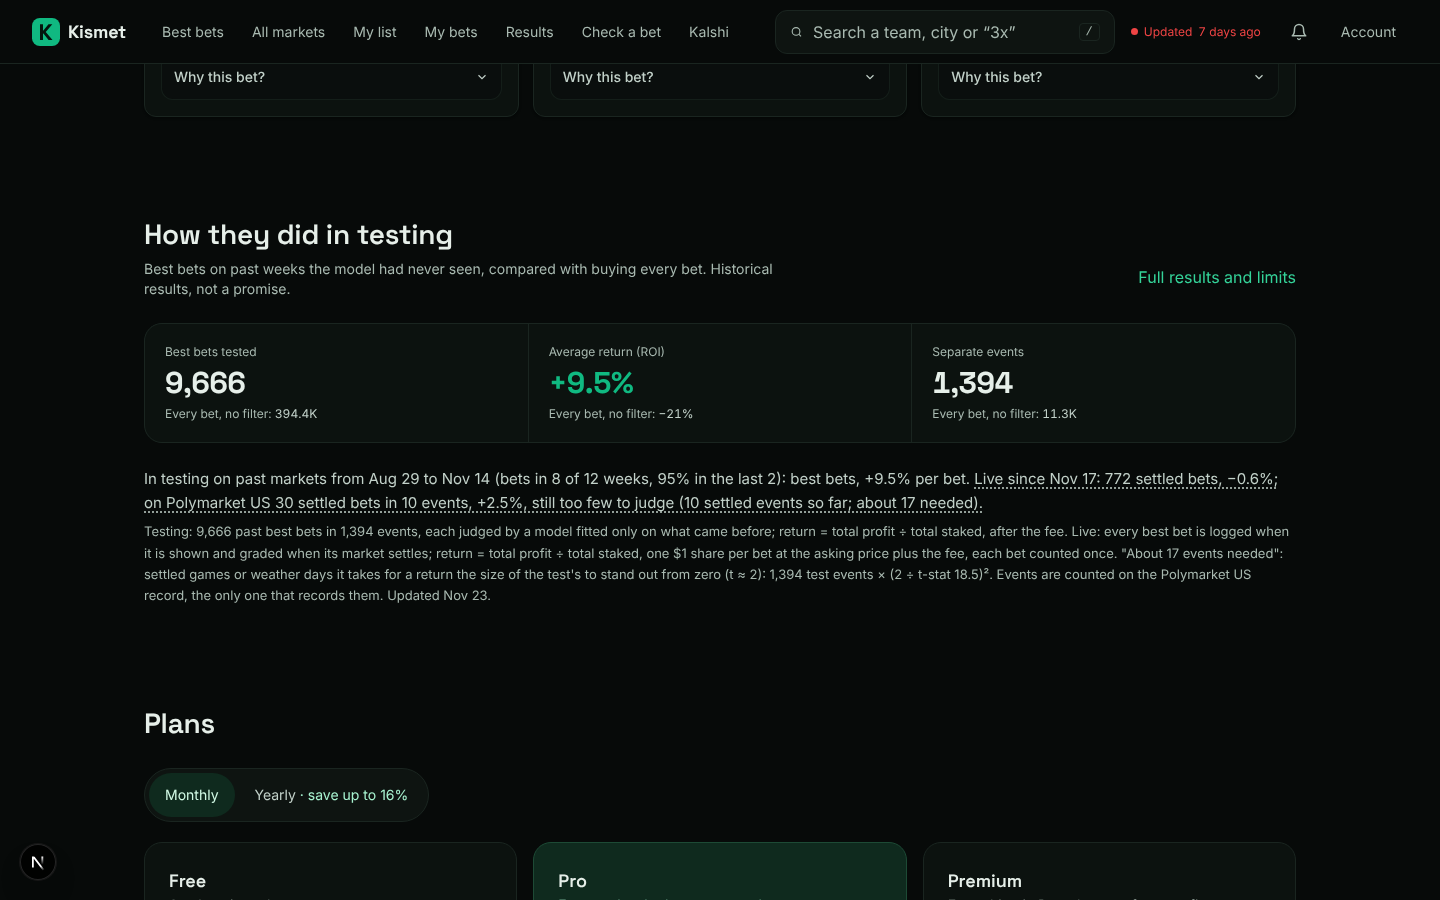 Kismet
Best bets
All markets
My list
My bets
Results
Check a bet
Kalshi
Search a team, city or “3x”
/
Updated 7 days ago
Account
Why this bet?
Why this bet?
Why this bet?
How they did in testing
Best bets on past weeks the model had never seen, compared with buying every bet. Historical
results, not a promise.
Full results and limits
Best bets tested
9,666
Every bet, no filter: 394.4K
Average return (ROI)
+9.5%
Every bet, no filter: −21%
Separate events
1,394
Every bet, no filter: 11.3K
In testing on past markets from Aug 29 to Nov 14 (bets in 8 of 12 weeks, 95% in the last 2): best bets, +9.5% per bet. Live since Nov 17: 772 settled bets, −0.6%;
on Polymarket US 30 settled bets in 10 events, +2.5%, still too few to judge (10 settled events so far; about 17 needed).
Testing: 9,666 past best bets in 1,394 events, each judged by a model fitted only on what came before; return = total profit ÷ total staked, after the fee. Live: every best bet is logged when
it is shown and graded when its market settles; return = total profit ÷ total staked, one $1 share per bet at the asking price plus the fee, each bet counted once. "About 17 events needed":
settled games or weather days it takes for a return the size of the test's to stand out from zero (t ≈ 2): 1,394 test events × (2 ÷ t-stat 18.5)². Events are counted on the Polymarket US
record, the only one that records them. Updated Nov 23.
Plans
Monthly
Yearly · save up to 16%
Free
Pro
Premium